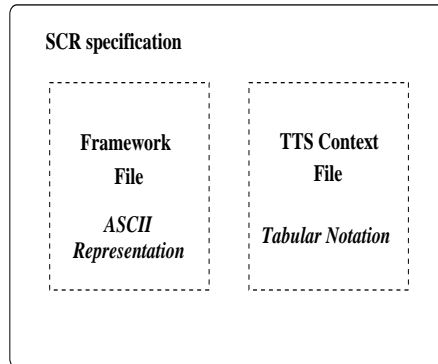 SCR specification
Framework
File
ASCII
Representation
TTS Context
File
Tabular Notation